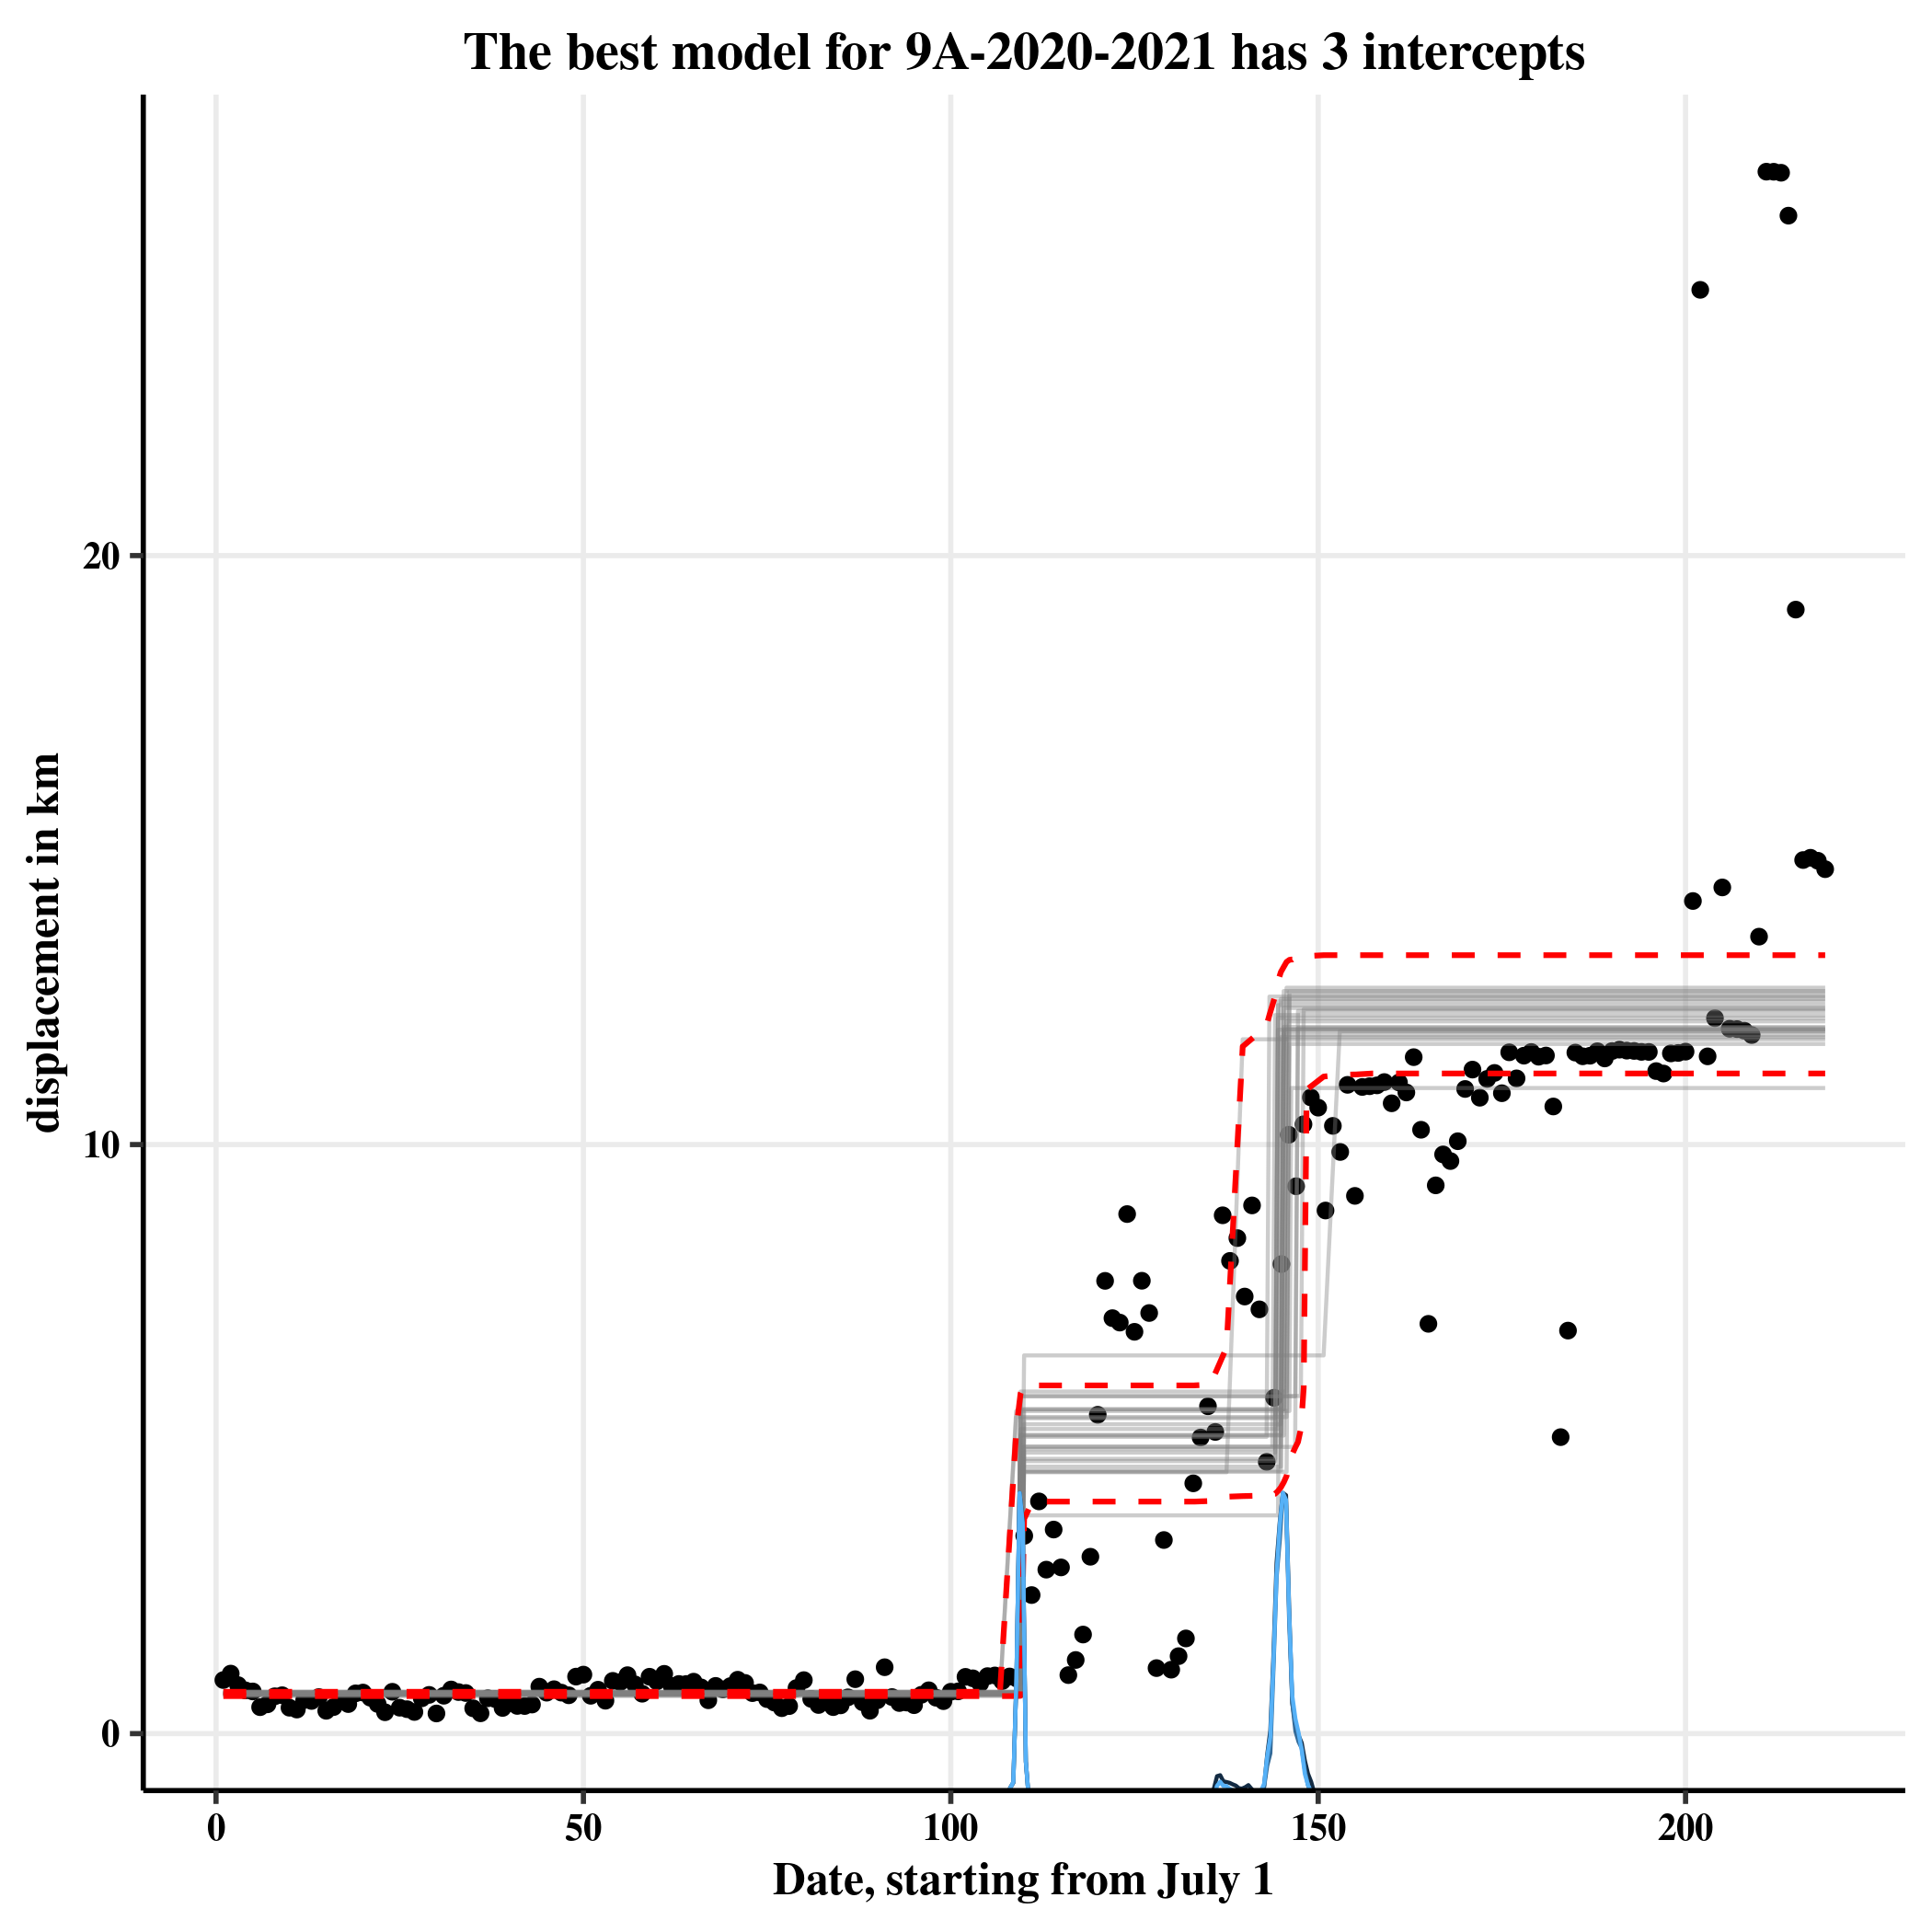 The best model for 9A-2020-2021 has 3 intercepts
displacement in km
20
10
0
0 50 100 150 200
Date, starting from July 1